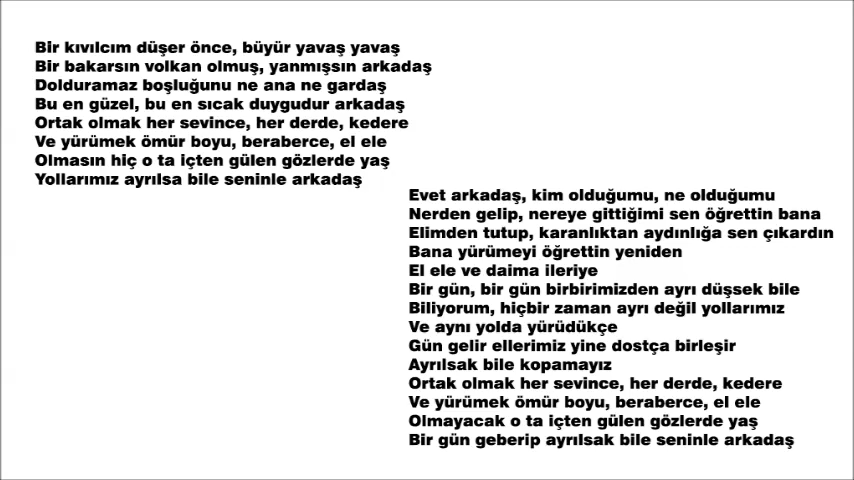 Bir kıvılcım düşer önce, büyür yavaş yavaş
Bir bakarsın volkan olmuş, yanmışsın arkadaş
Dolduramaz boşluğunu ne ana ne gardaş
Bu en güzel, bu en sıcak duygudur arkadaş
Ortak olmak her sevince, her derde, kedere
Ve yürümek ömür boyu, beraberce, el ele
Olmasın hiç o ta içten gülen gözlerde yaş
Yollarımız ayrılsa bile seninle arkadaş
Evet arkadaş, kim olduğumu, ne olduğumu
Nerden gelip, nereye gittiğimi sen öğrettin bana
Elimden tutup, karanlıktan aydınlığa sen çıkardın
Bana yürümeyi öğrettin yeniden
El ele ve daima ileriye
Bir gün, bir gün birbirimizden ayrı düşsek bile
Biliyorum, hiçbir zaman ayrı değil yollarımız
Ve aynı yolda yürüdükçe
Gün gelir ellerimiz yine dostça birleşir
Ayrılsak bile kopamayız
Ortak olmak her sevince, her derde, kedere
Ve yürümek ömür boyu, beraberce, el ele
Olmayacak o ta içten gülen gözlerde yaş
Bir gün geberip ayrılsak bile seninle arkadaş